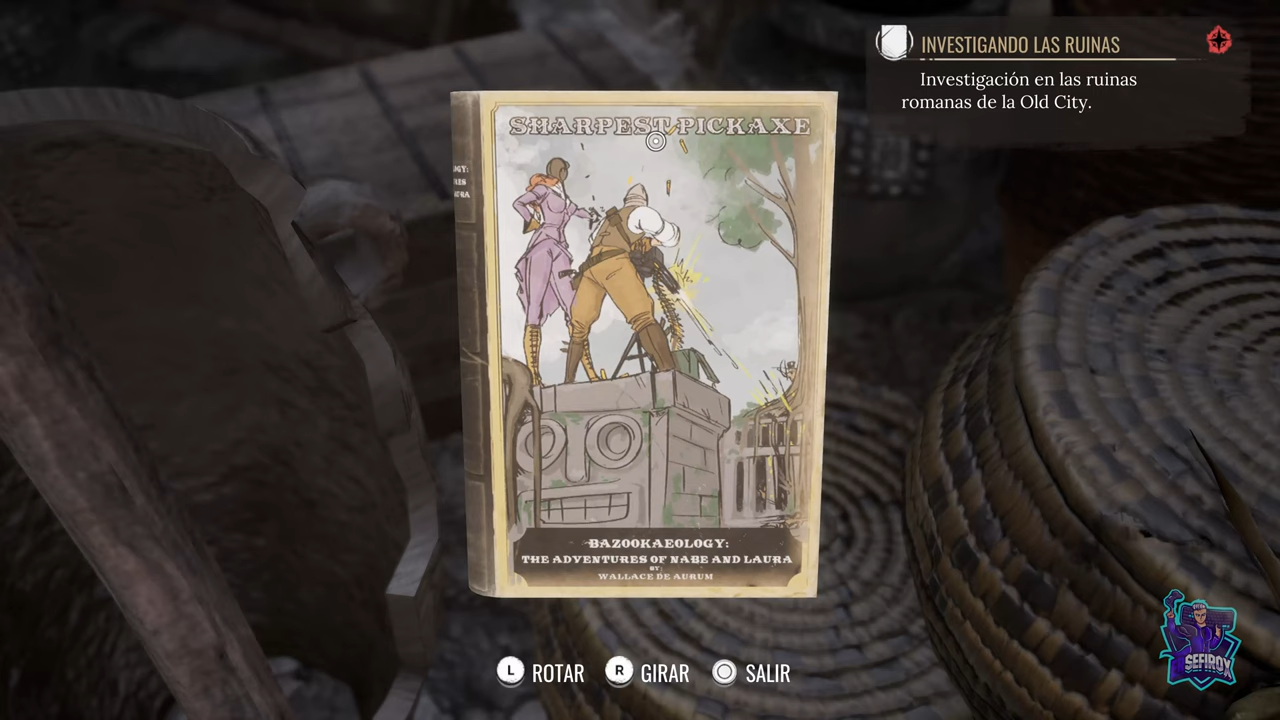 INVESTIGANDO LAS RUINAS
Investigación en las ruinas
romanas de la Old City.
SHARPEST PICKAXE
BAZOOKAEOLOGY:
THE ADVENTURES OF NABE AND LAURA
BY:
WALLACE DE AURUM
L ROTAR
R GIRAR
SALIR
SEFIROX